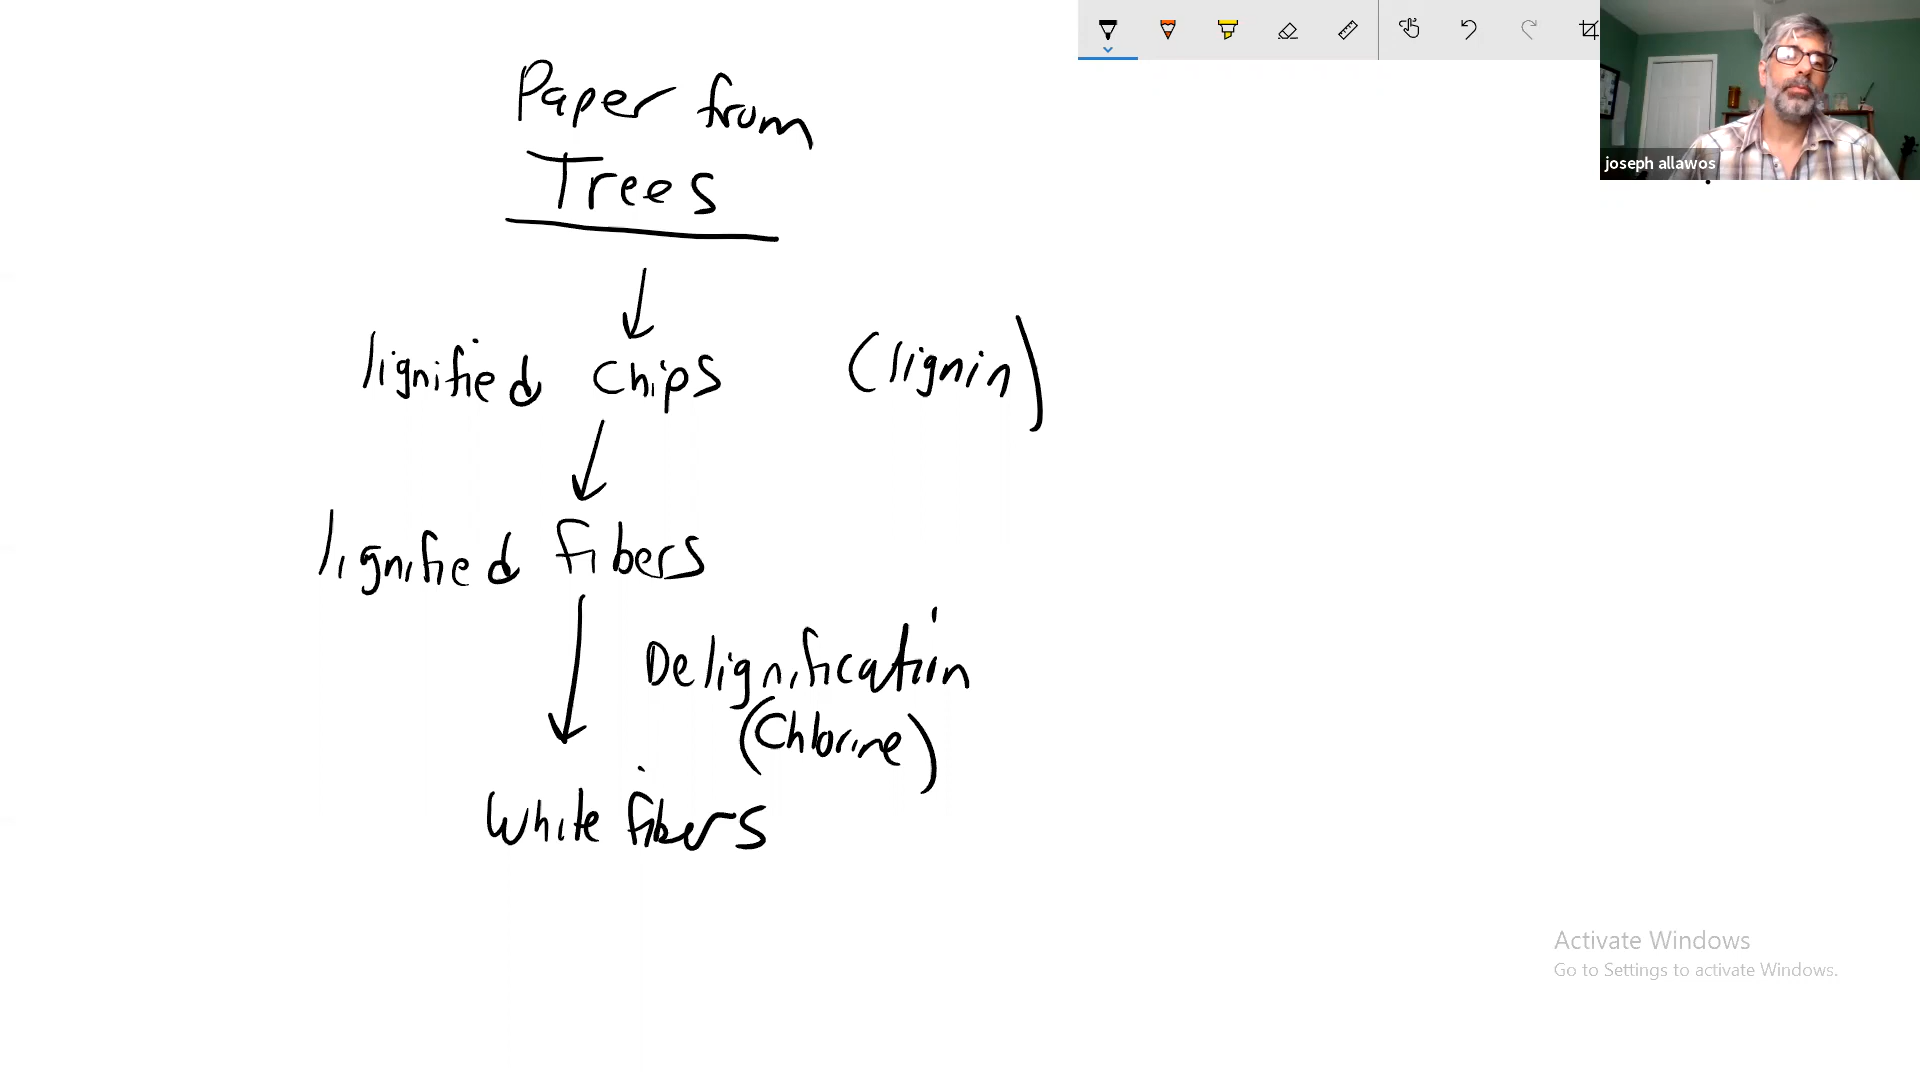 Paper from
Trees
joseph allawos
lignified chips (lignin)
lignified fibers
Delignification
(Chlorine)
White fibers
Activate Windows
Go to Settings to activate Windows.